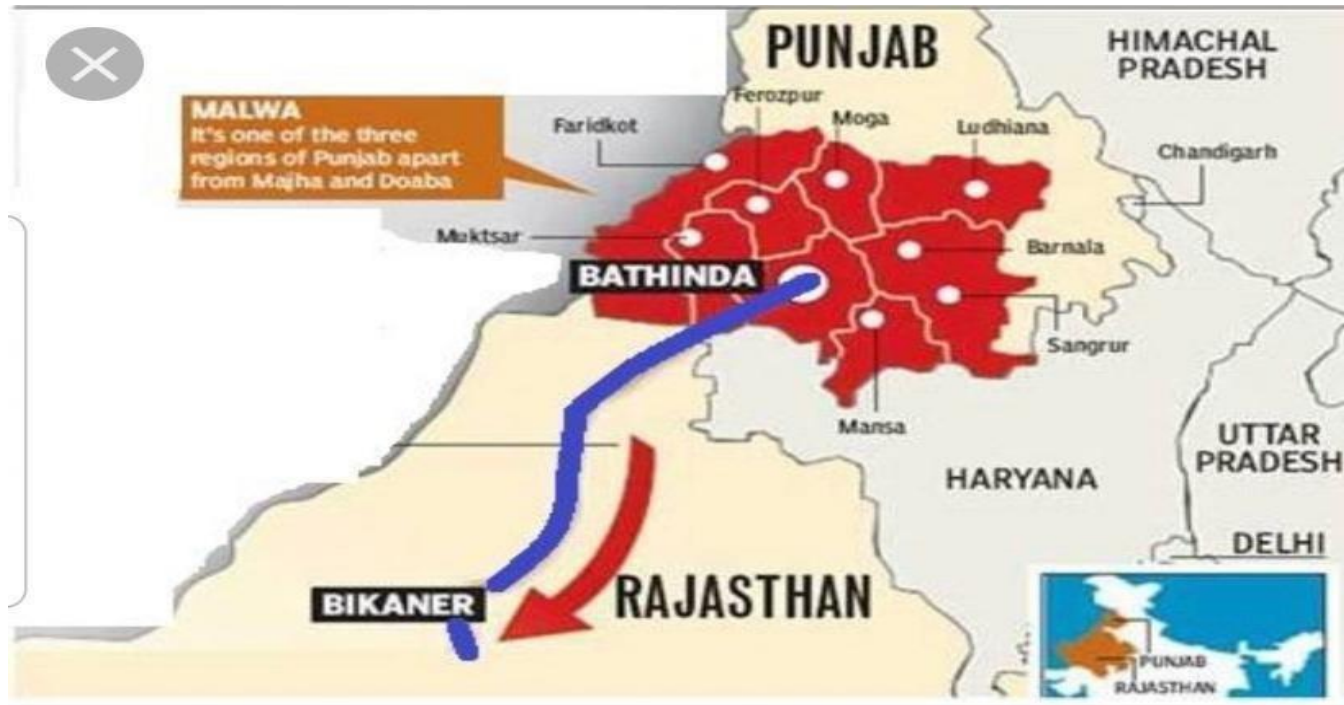 PUNJAB
HIMACHAL
PRADESH
MALWA
It's one of the three
regions of Punjab apart
from Majha and Doaba
Ferozpur
Faridkot
Moga
Ludhiana
Chandigarh
Muktsar
Barnala
BATHINDA
Sangrur
Mansa
UTTAR
PRADESH
HARYANA
DELHI
BIKANER
RAJASTHAN
PUNJAB
RAJASTHAN